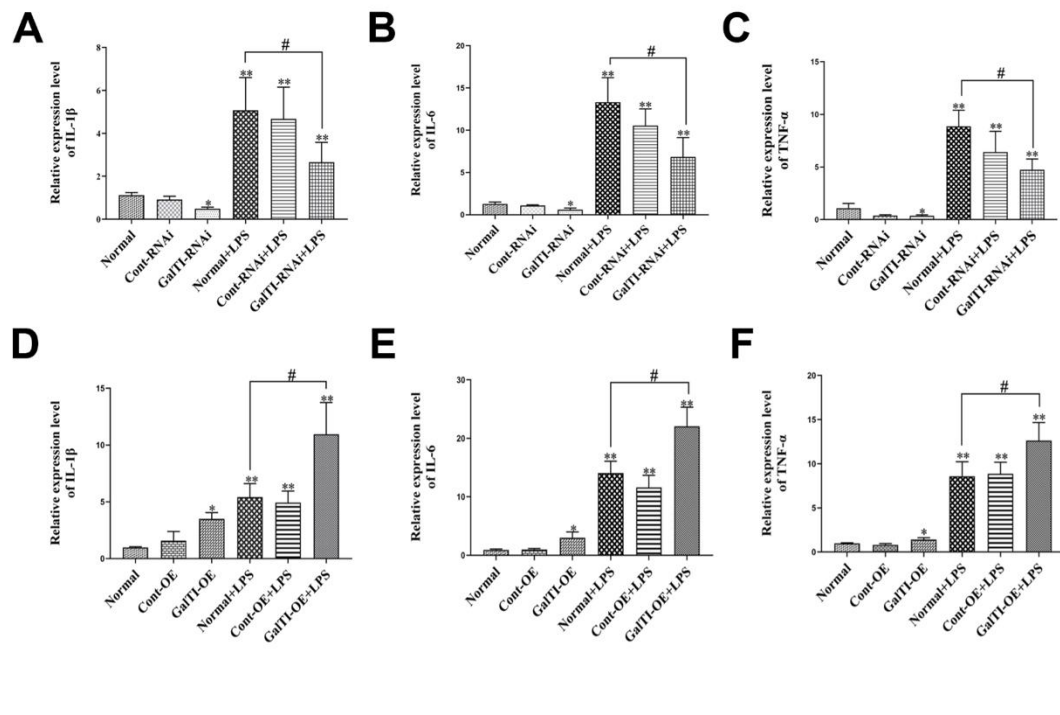 A
Relative expression level
of IL-1β
8
6
4
2
0
**
**
**
*
#
Normal
Cont-RNAi
GalTI-RNAi
Normal+LPS
Cont-RNAi+LPS
GalTI-RNAi+LPS
B
Relative expression level
of IL-6
20
15
10
5
0
*
**
**
**
#
Normal
Cont-RNAi
GalTI-RNAi
Normal+LPS
Cont-RNAi+LPS
GalTI-RNAi+LPS
C
Relative expression level
of TNF-α
15
10
5
0
*
**
**
**
#
Normal
Cont-RNAi
GalTI-RNAi
Normal+LPS
Cont-RNAi+LPS
GalTI-RNAi+LPS
D
Relative expression level
of IL-1β
15
10
5
0
*
**
**
**
#
Normal
Cont-OE
GalTI-OE
Normal+LPS
Cont-OE+LPS
GalTI-OE+LPS
E
Relative expression level
of IL-6
30
20
10
0
*
**
**
**
#
Normal
Cont-OE
GalTI-OE
Normal+LPS
Cont-OE+LPS
GalTI-OE+LPS
F
Relative expression level
of TNF-α
20
15
10
5
0
*
**
**
**
#
Normal
Cont-OE
GalTI-OE
Normal+LPS
Cont-OE+LPS
GalTI-OE+LPS